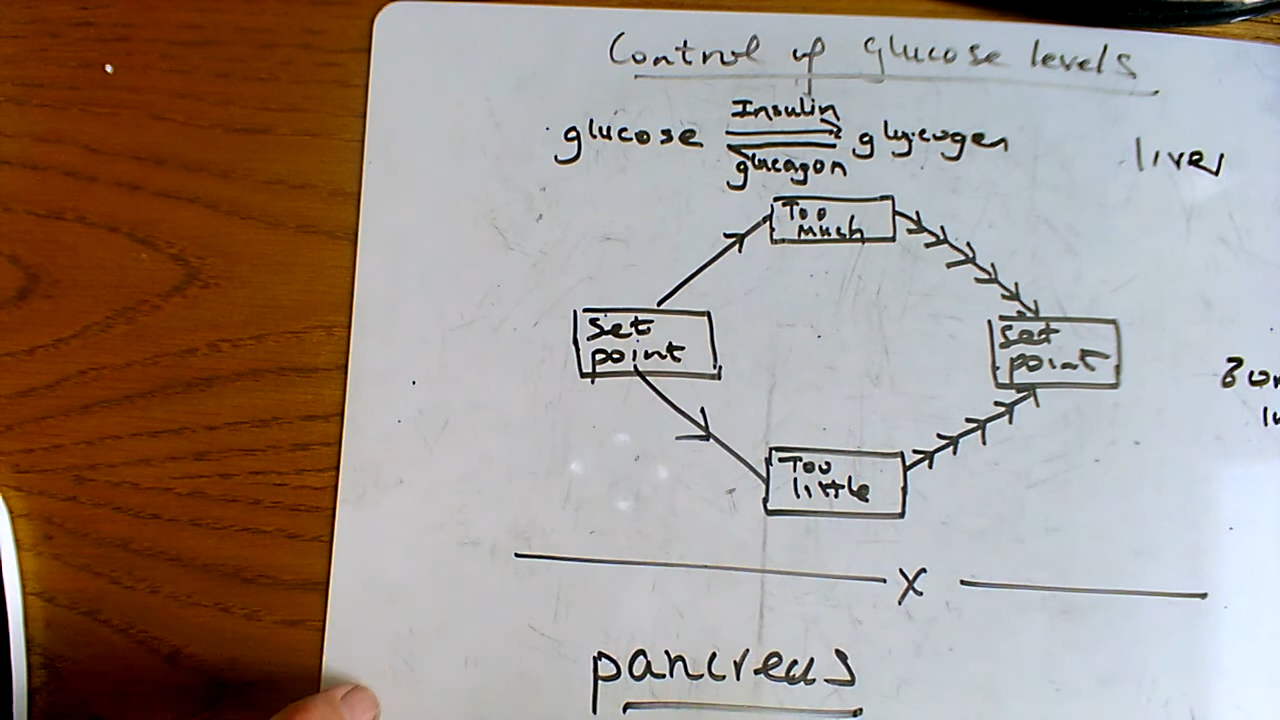 Control of glucose levels
Insulin
glucose glycogen
glucagon
liver
Too
much
set
point
set
point
Too
little
X
pancreas